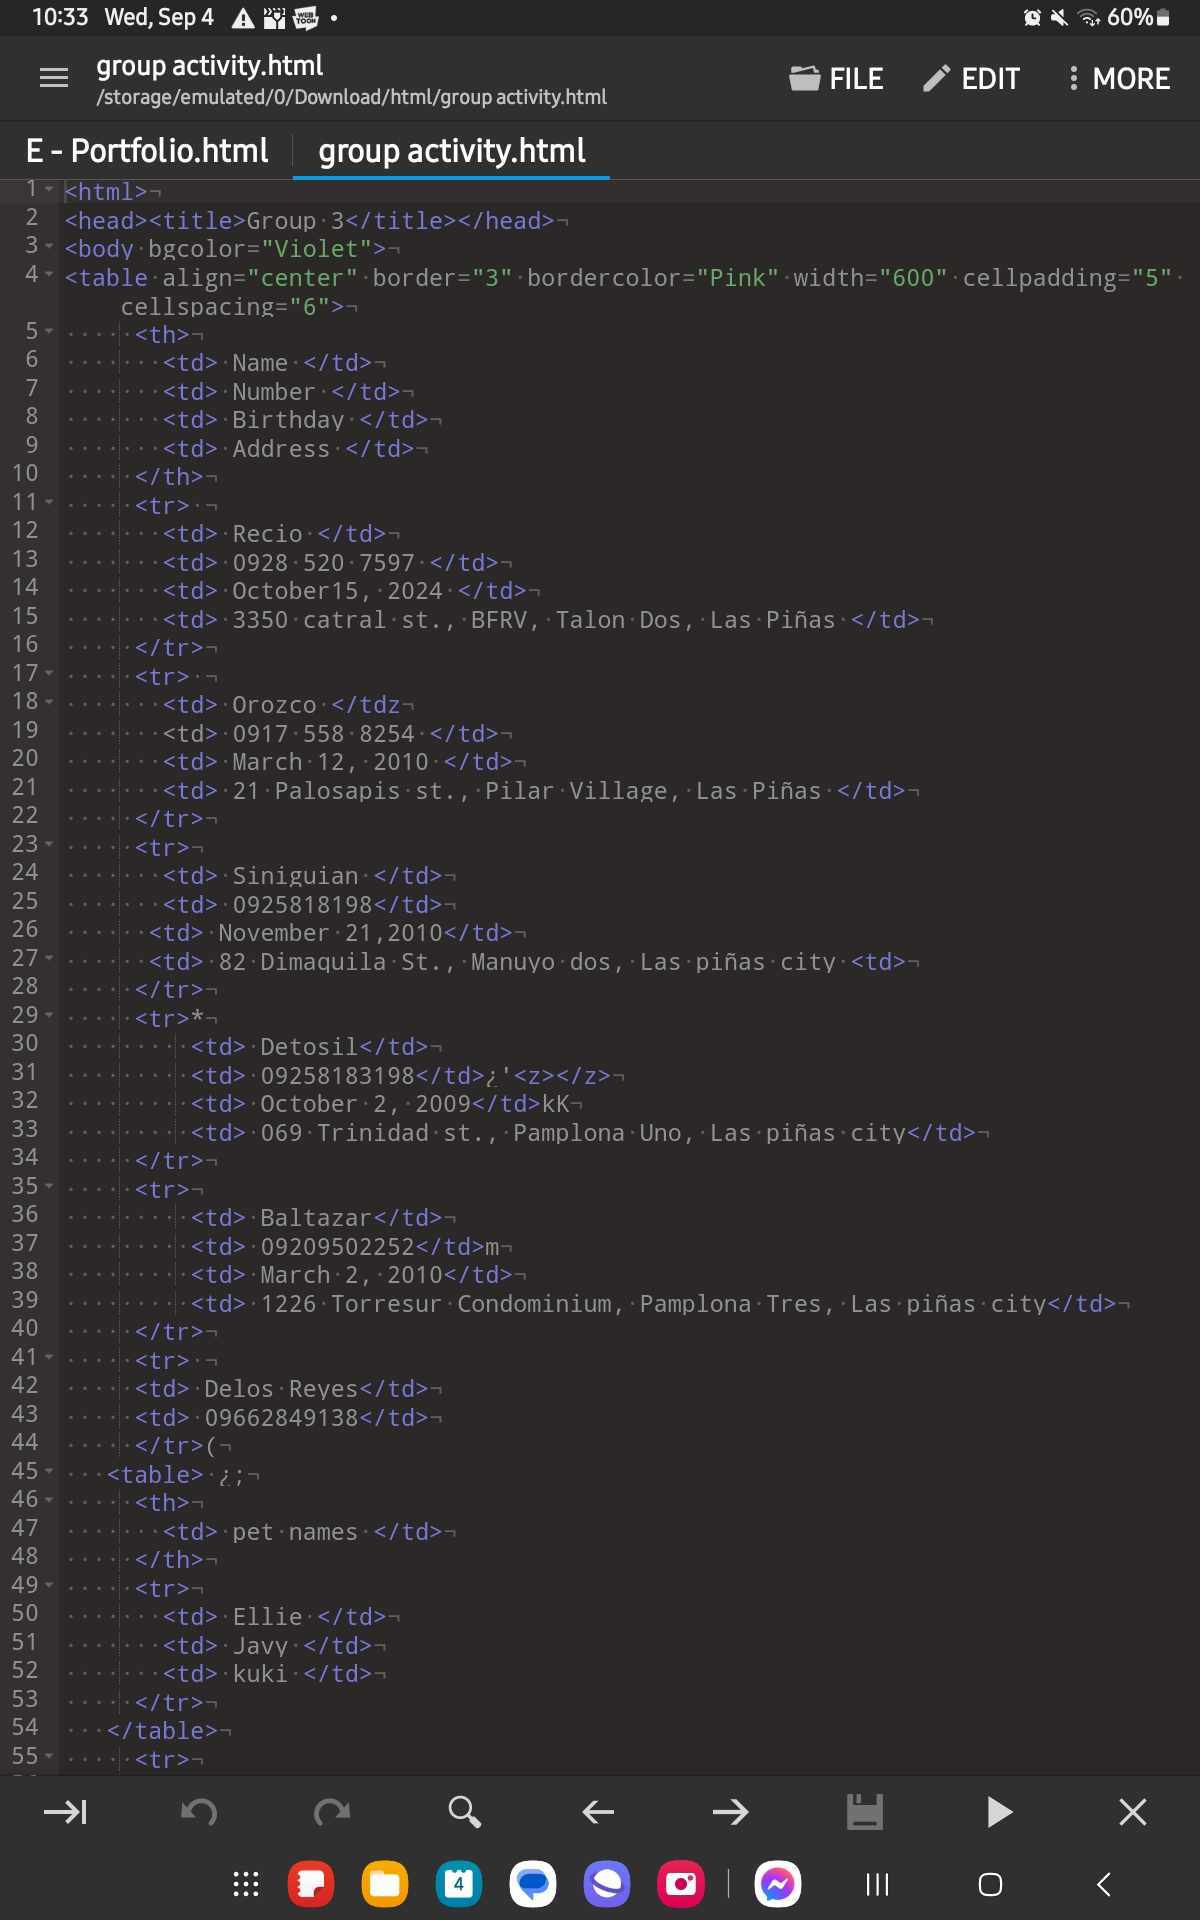 10:33 Wed, Sep 4 60%
group activity.html
/storage/emulated/0/Download/html/group activity.html
FILE EDIT MORE
E - Portfolio.html group activity.html
1 <html>¬
2 <head><title>Group·3</title></head>¬
3 <body·bgcolor="Violet">¬
4 <table·align="center"·border="3"·bordercolor="Pink"·width="600"·cellpadding="5"·
cellspacing="6">¬
5 ·····<th>¬
6 ·······<td>·Name·</td>¬
7 ·······<td>·Number·</td>¬
8 ·······<td>·Birthday·</td>¬
9 ·······<td>·Address·</td>¬
10 ·····</th>¬
11 ·····<tr>·¬
12 ·······<td>·Recio·</td>¬
13 ·······<td>·0928·520·7597·</td>¬
14 ·······<td>·October15,·2024·</td>¬
15 ·······<td>·3350·catral·st.,·BFRV,·Talon·Dos,·Las·Piñas·</td>¬
16 ·····</tr>¬
17 ·····<tr>·¬
18 ·······<td>·Orozco·</tdz¬
19 ·······<td>·0917·558·8254·</td>¬
20 ·······<td>·March·12,·2010·</td>¬
21 ·······<td>·21·Palosapis·st.,·Pilar·Village,·Las·Piñas·</td>¬
22 ·····</tr>¬
23 ·····<tr>¬
24 ·······<td>·Siniguian·</td>¬
25 ·······<td>·0925818198</td>¬
26 ······<td>·November·21,2010</td>¬
27 ······<td>·82·Dimaquila·St.,·Manuyo·dos,·Las·piñas·city·<td>¬
28 ·····</tr>¬
29 ·····<tr>*¬
30 ·········<td>·Detosil</td>¬
31 ·········<td>·09258183198</td>¿'<z></z>¬
32 ·········<td>·October·2,·2009</td>kK¬
33 ·········<td>·069·Trinidad·st.,·Pamplona·Uno,·Las·piñas·city</td>¬
34 ·····</tr>¬
35 ·····<tr>¬
36 ·········<td>·Baltazar</td>¬
37 ·········<td>·09209502252</td>m¬
38 ·········<td>·March·2,·2010</td>¬
39 ·········<td>·1226·Torresur·Condominium,·Pamplona·Tres,·Las·piñas·city</td>¬
40 ·····</tr>¬
41 ·····<tr>·¬
42 ·····<td>·Delos·Reyes</td>¬
43 ·····<td>·09662849138</td>¬
44 ·····</tr>(¬
45 ···<table>·¿;¬
46 ·····<th>¬
47 ·······<td>·pet·names·</td>¬
48 ·····</th>¬
49 ·····<tr>¬
50 ·······<td>·Ellie·</td>¬
51 ·······<td>·Javy·</td>¬
52 ·······<td>·kuki·</td>¬
53 ·····</tr>¬
54 ···</table>¬
55 ·····<tr>¬
4